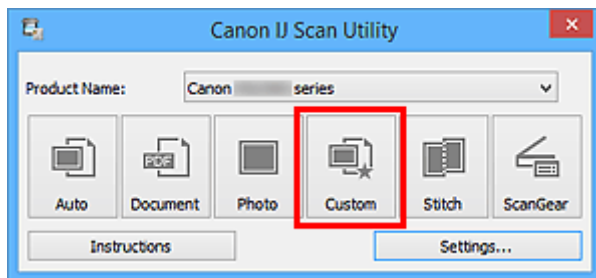 Canon IJ Scan Utility
Product Name: Canon series
PDF
Auto Document Photo Custom Stitch ScanGear
Instructions Settings...